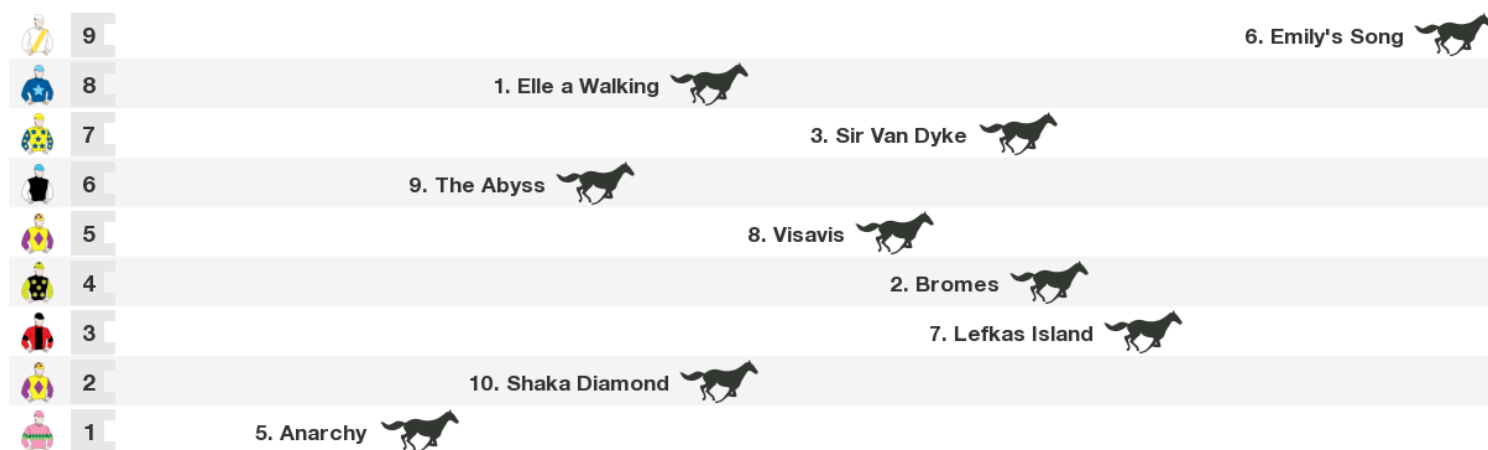 9 6. Emily's Song
8 1. Elle a Walking
7 3. Sir Van Dyke
6 9. The Abyss
5 8. Visavis
4 2. Bromes
3 7. Lefkas Island
2 10. Shaka Diamond
1 5. Anarchy